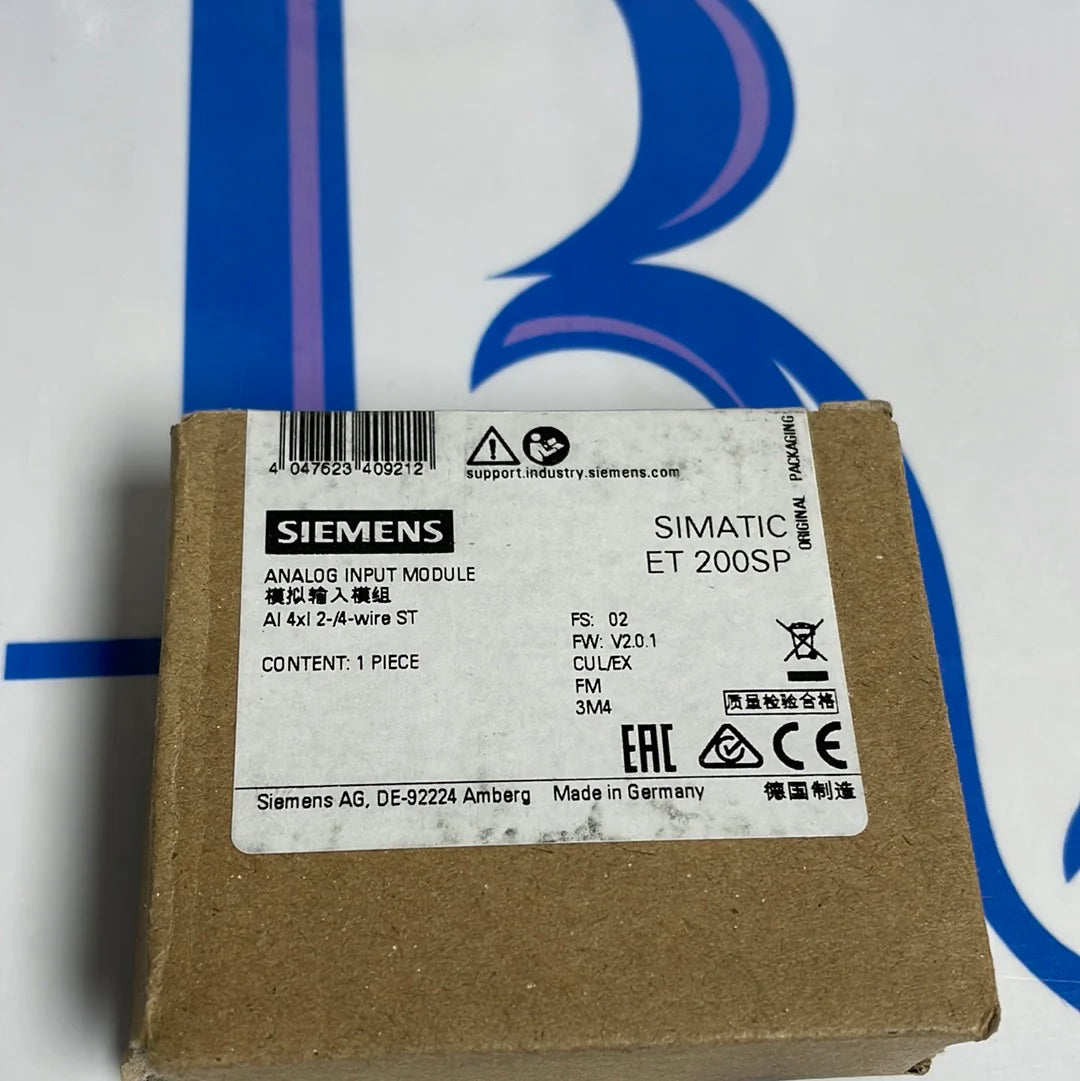 4 047623 409212
support.industry.siemens.com
ORIGINAL PACKAGING
SIEMENS
SIMATIC
ET 200SP
ANALOG INPUT MODULE
模拟输入模组
AI 4xI 2-/4-wire ST
CONTENT: 1 PIECE
FS: 02
FW: V2.0.1
CUL/EX
FM
3M4
质量检验合格
EAC CE
Siemens AG, DE-92224 Amberg Made in Germany 德国制造